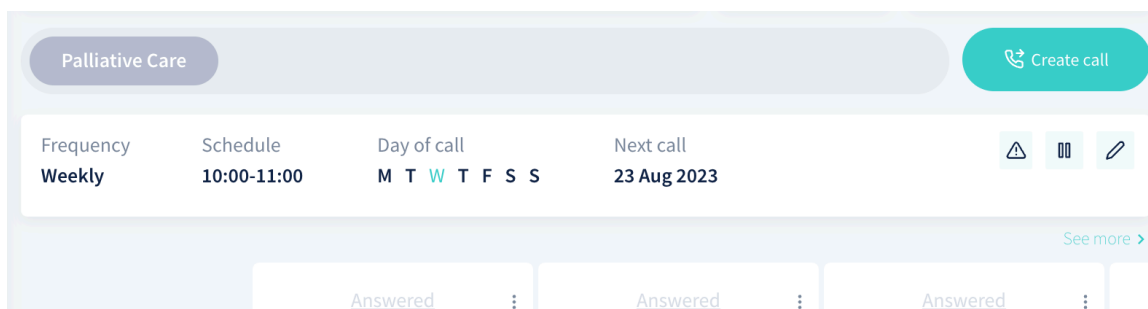 Palliative Care
Create call
Frequency Schedule Day of call Next call
Weekly 10:00-11:00 M T W T F S S 23 Aug 2023
See more
Answered Answered Answered